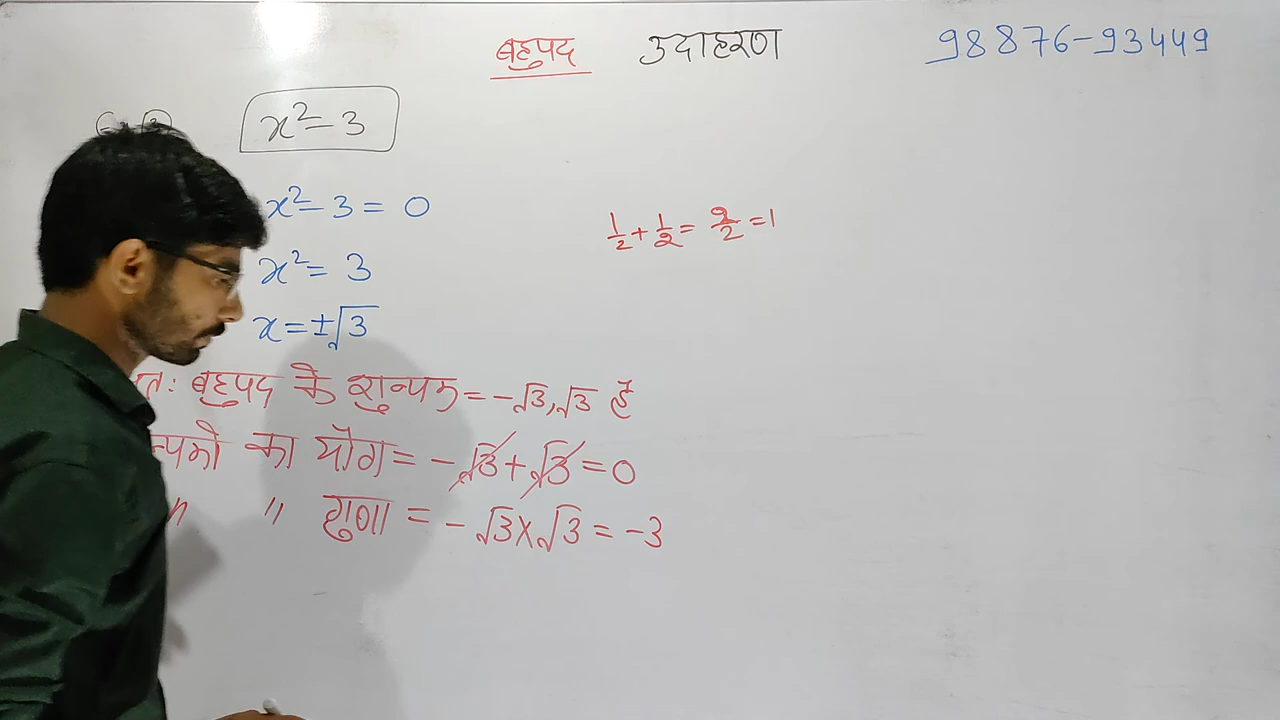 बहुपद उदाहरण 98876-93449
x²-3
x²-3=0
1/2+1/2=2/2=1
x²=3
x=±√3
बहुपद के शुन्यक=-√3,√3 हैं
का योग=-√3+√3=0
" गुणा=-√3×√3=-3